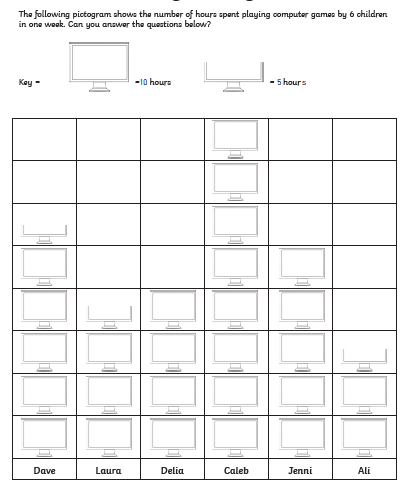 The following pictogram shows the number of hours spent playing computer games by 6 children
in one week. Can you answer the questions below?
Key = =10 hours = 5 hours
Dave Laura Delia Caleb Jenni Ali